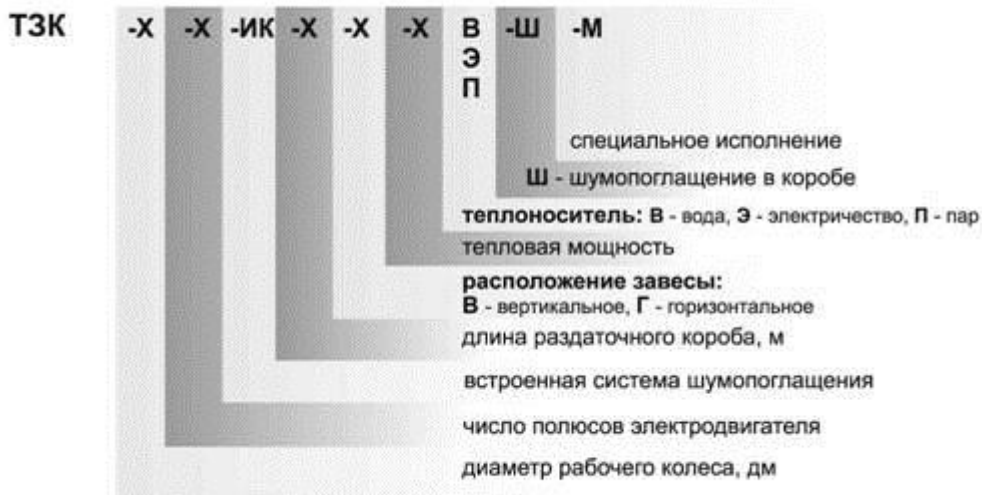 ТЗК -Х -Х -ИК -Х -Х -Х В -Ш -М
Э
П
специальное исполнение
Ш - шумопоглащение в коробе
теплоноситель: В - вода, Э - электричество, П - пар
тепловая мощность
расположение завесы:
В - вертикальное, Г - горизонтальное
длина раздаточного короба, м
встроенная система шумопоглащения
число полюсов электродвигателя
диаметр рабочего колеса, дм